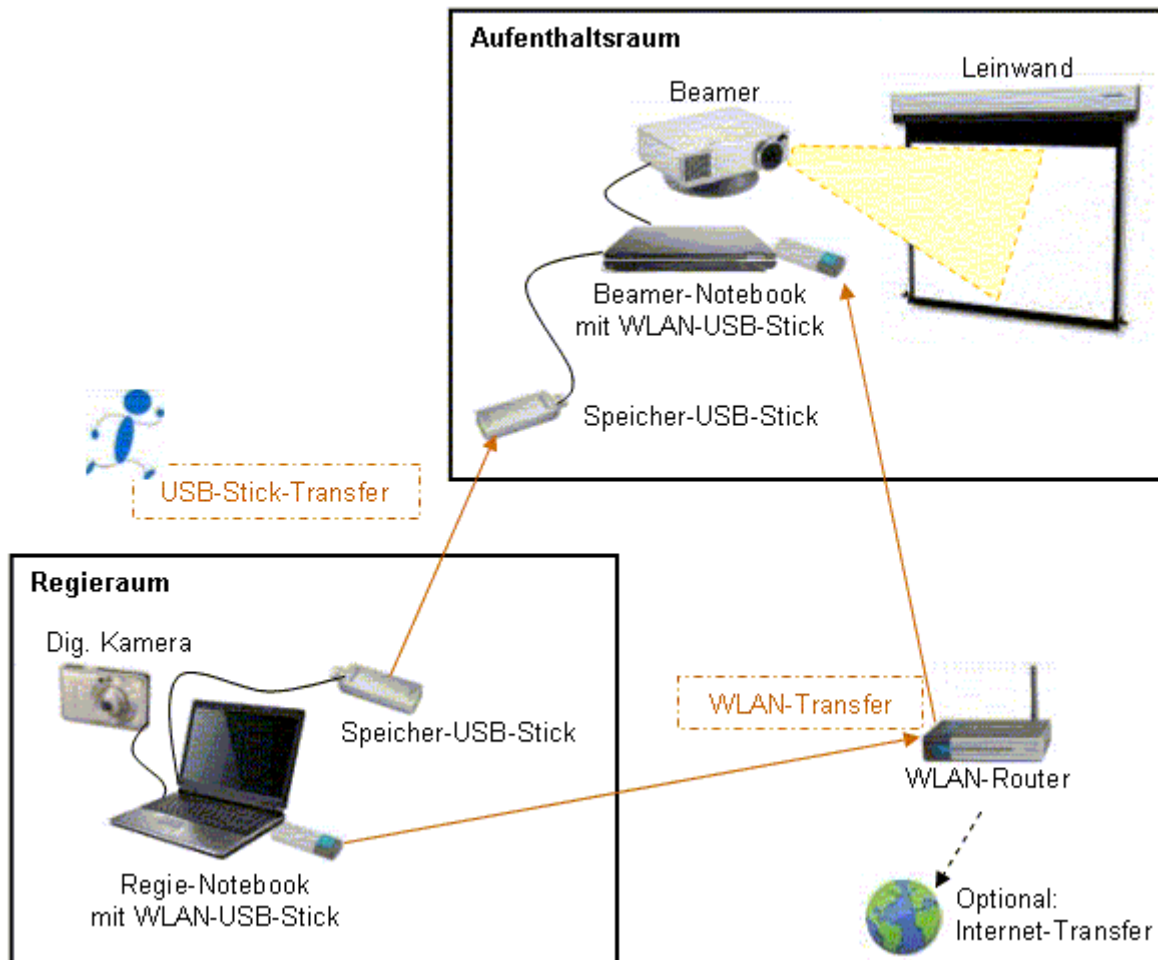 Aufenthaltsraum
Leinwand
Beamer
Beamer-Notebook
mit WLAN-USB-Stick
Speicher-USB-Stick
USB-Stick-Transfer
Regieraum
Dig. Kamera
Speicher-USB-Stick
WLAN-Transfer
WLAN-Router
Regie-Notebook
mit WLAN-USB-Stick
Optional:
Internet-Transfer